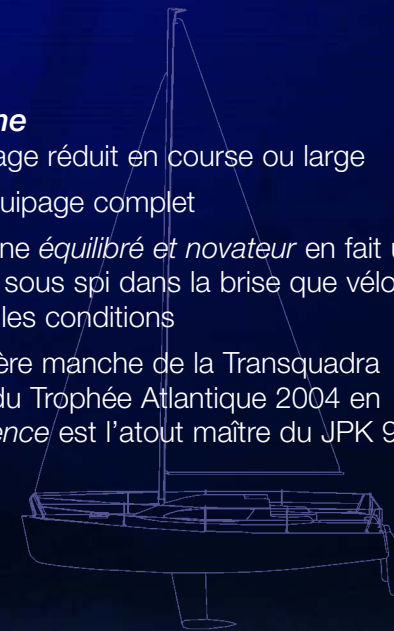 ne
age réduit en course ou large
uipage complet
ne équilibré et novateur en fait u
sous spi dans la brise que vélo
les conditions
ère manche de la Transquadra
du Trophée Atlantique 2004 en
ence est l'atout maître du JPK 9